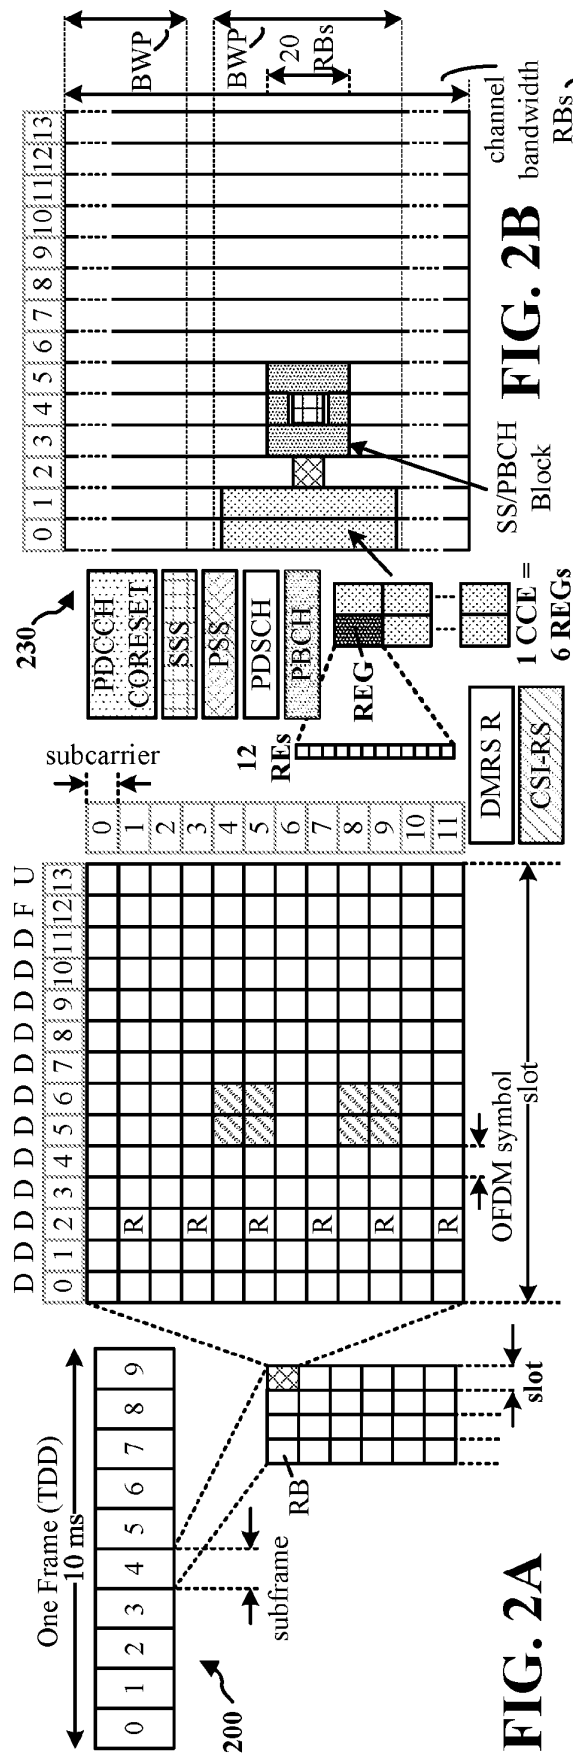 One Frame (TDD)
10 ms
0 1 2 3 4 5 6 7 8 9
subframe
200
RB
slot
FIG. 2A
D D D D D D D D D D D D F U
0 1 2 3 4 5 6 7 8 9 10 11 12 13
subcarrier
0
1
2
3
4
5
6
7
8
9
10
11
R
R
R
R
R
R
OFDM symbol
slot
DMRS R
CSI-RS
230
PDCCH
CORESET
SSS
PSS
PDSCH
PBCH
12
REs
REG
1 CCE =
6 REGs
0 1 2 3 4 5 6 7 8 9 10 11 12 13
BWP
BWP
20
RBs
SS/PBCH
Block
channel
bandwidth
RBs
FIG. 2B